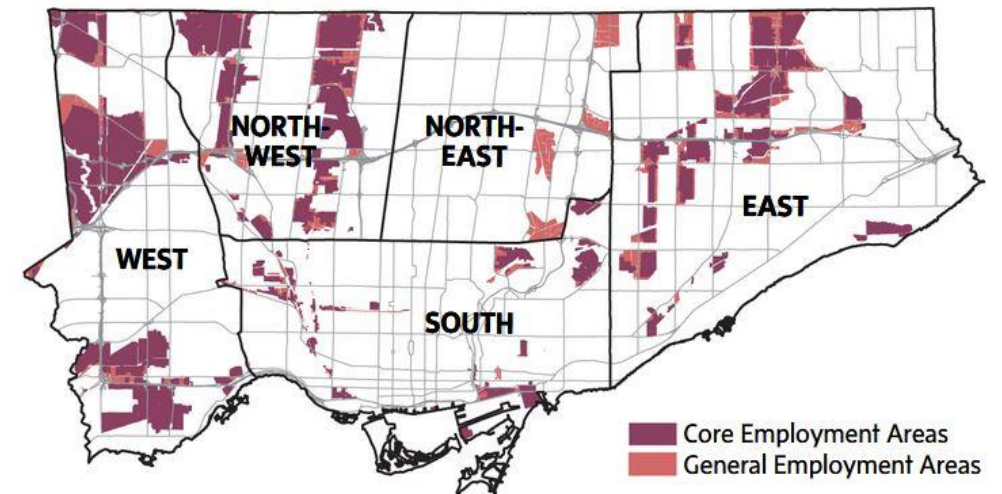 NORTH-
WEST
NORTH-
EAST
EAST
WEST
SOUTH
Core Employment Areas
General Employment Areas